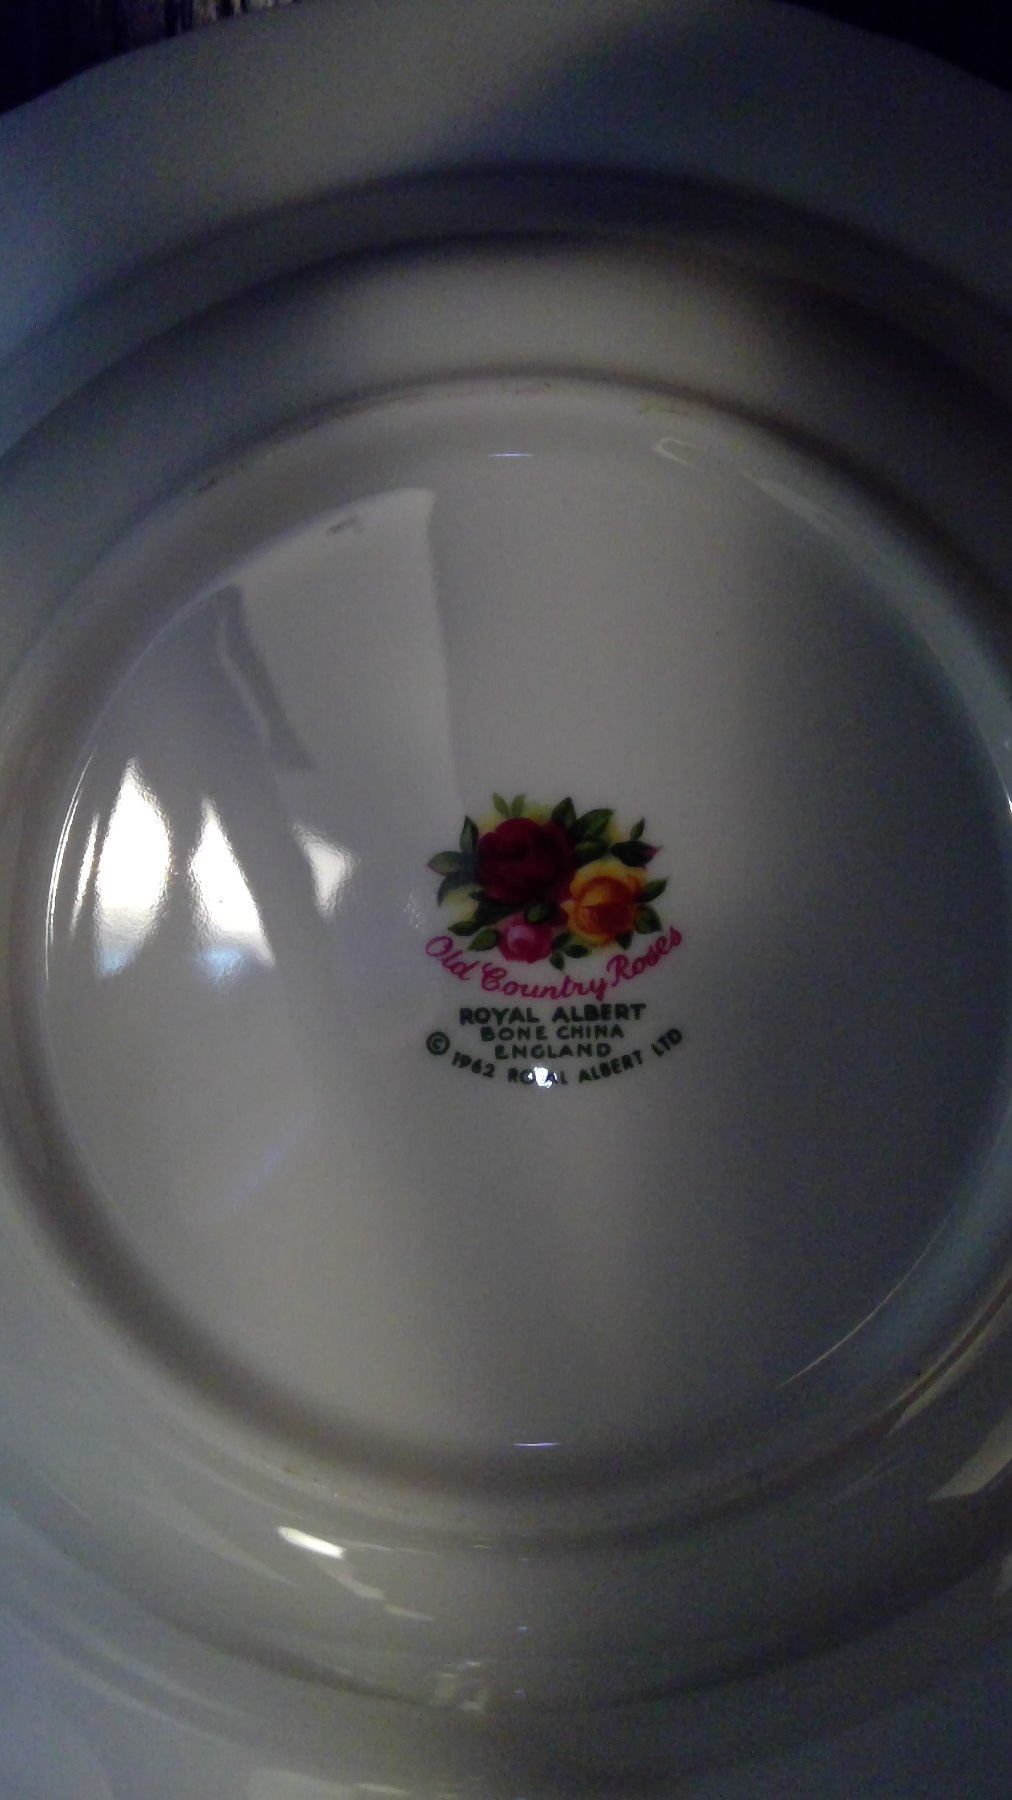 Old Country Roses
ROYAL ALBERT
BONE CHINA
ENGLAND
© 1962 ROYAL ALBERT LTD